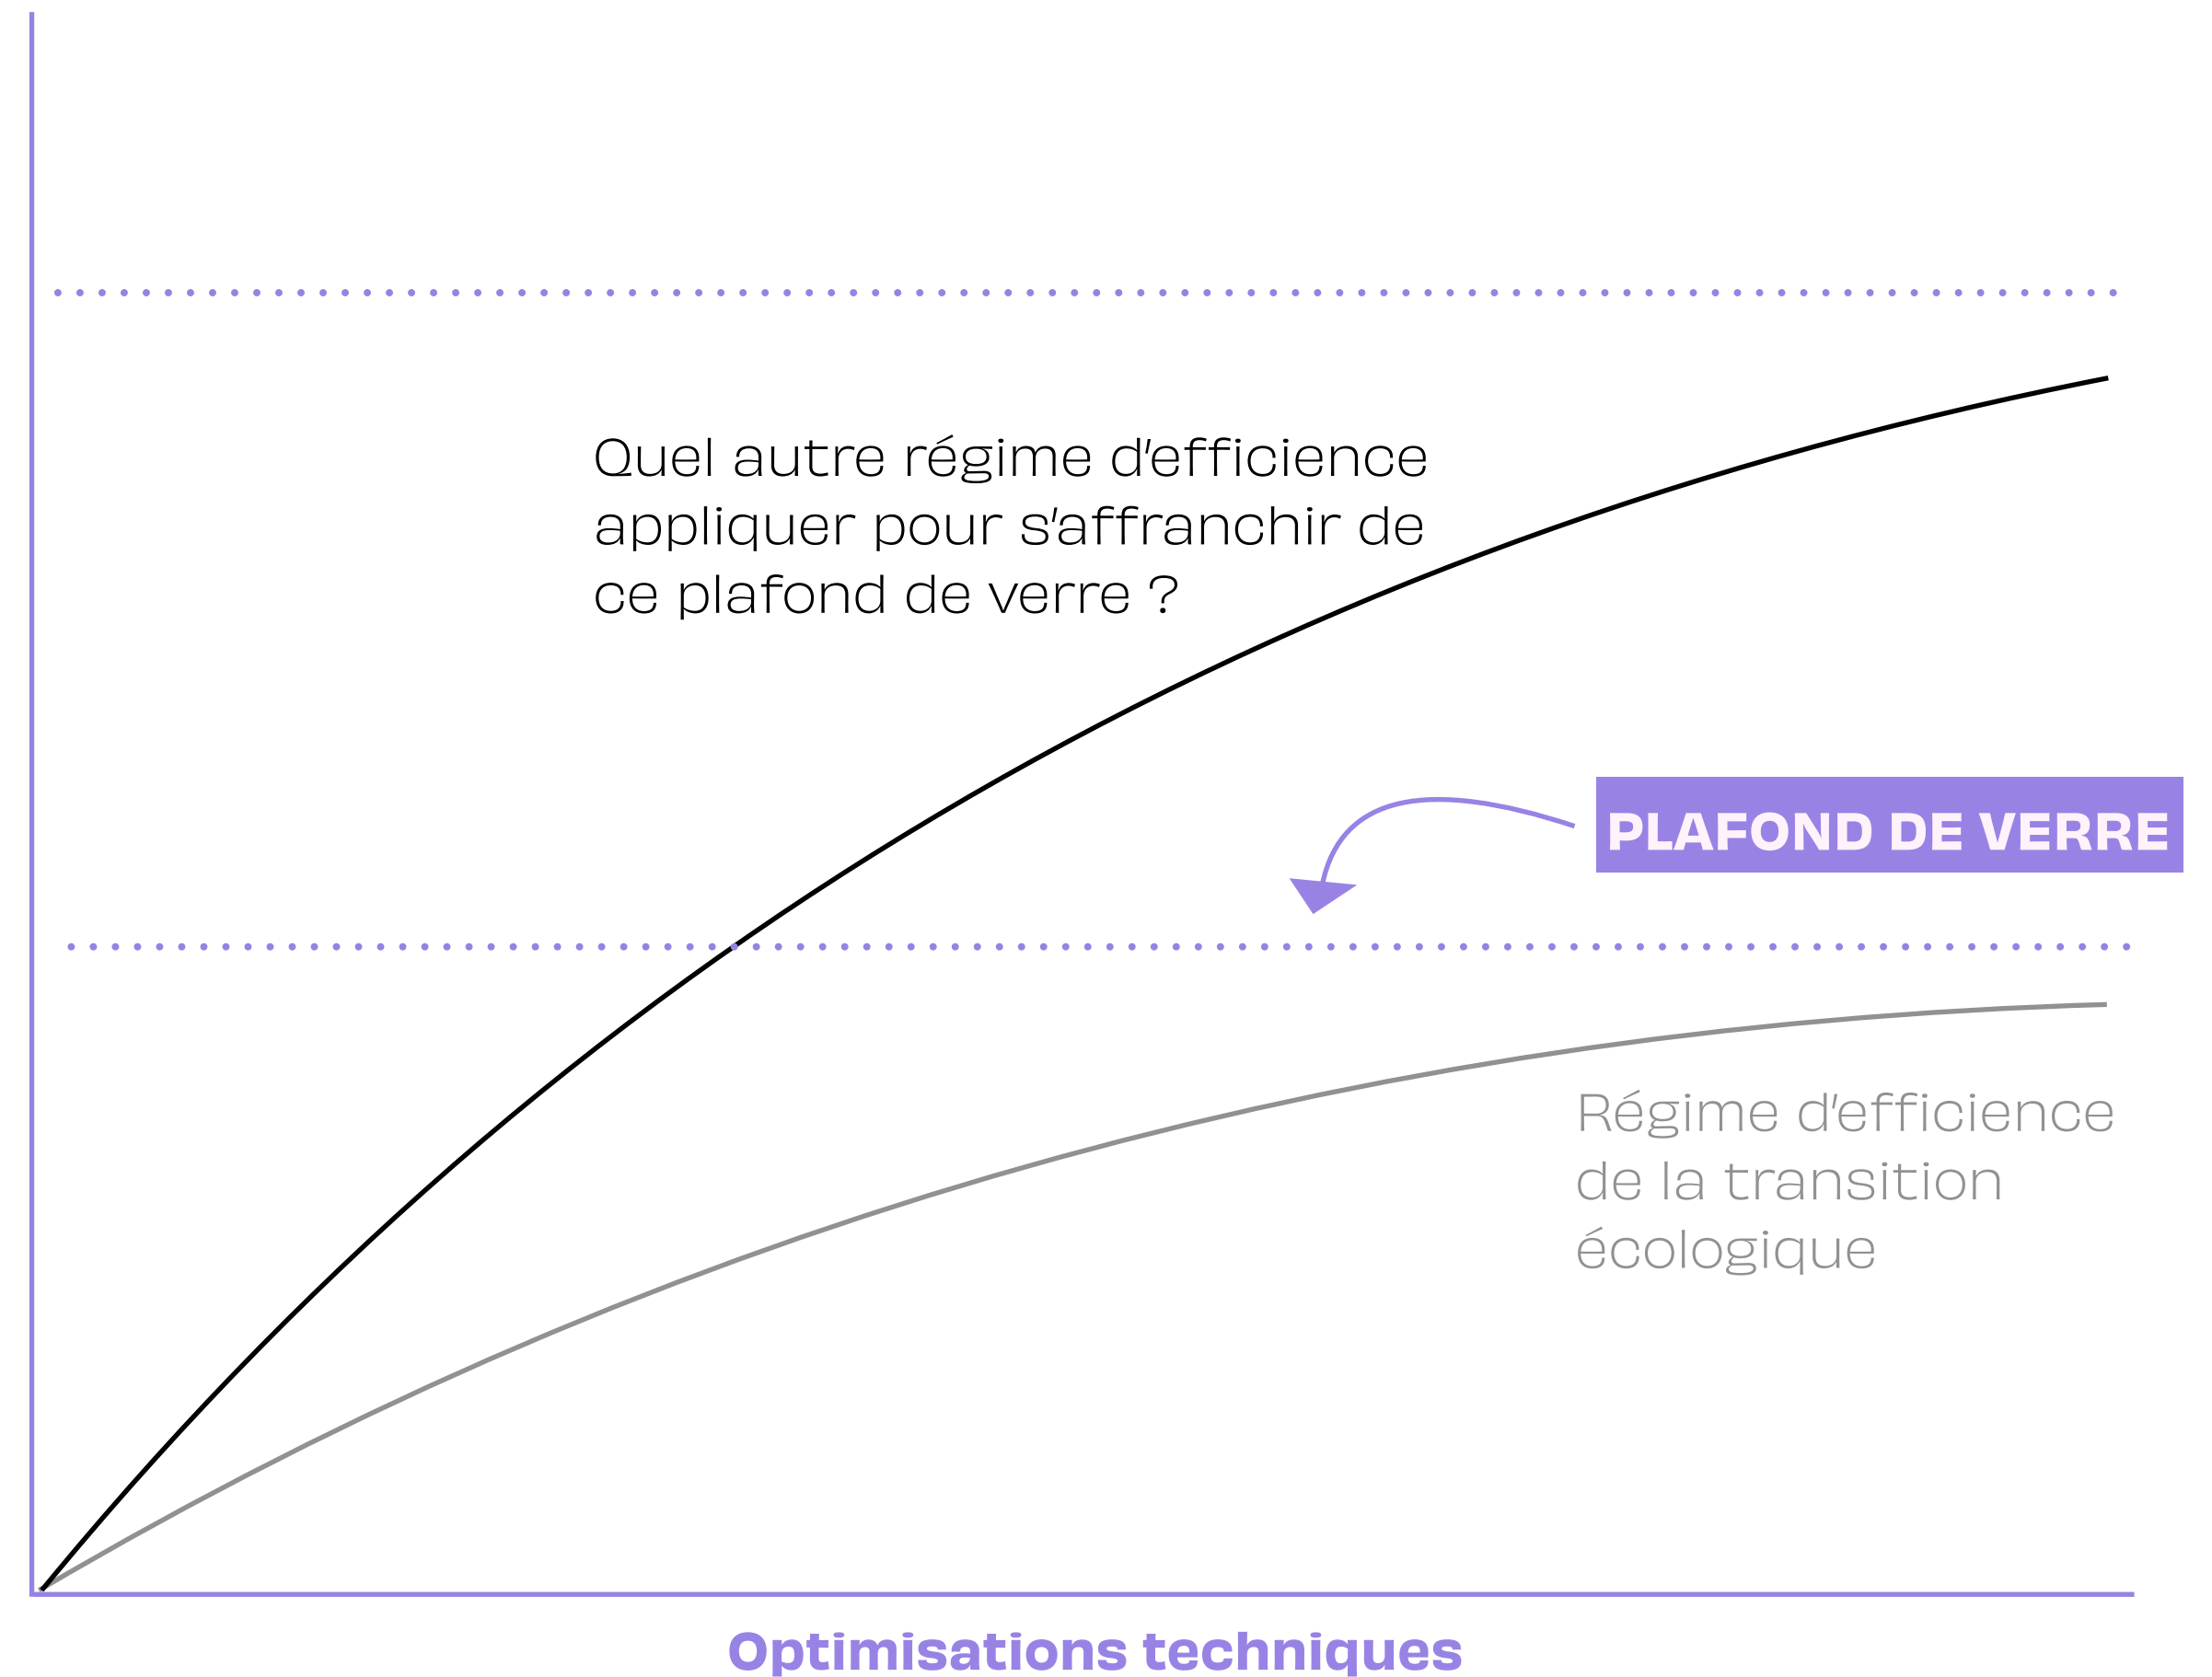 Quel autre régime d'efficience
appliquer pour s'affranchir de
ce plafond de verre ?
PLAFOND DE VERRE
Régime d'efficience
de la transition
écologique
Optimisations techniques